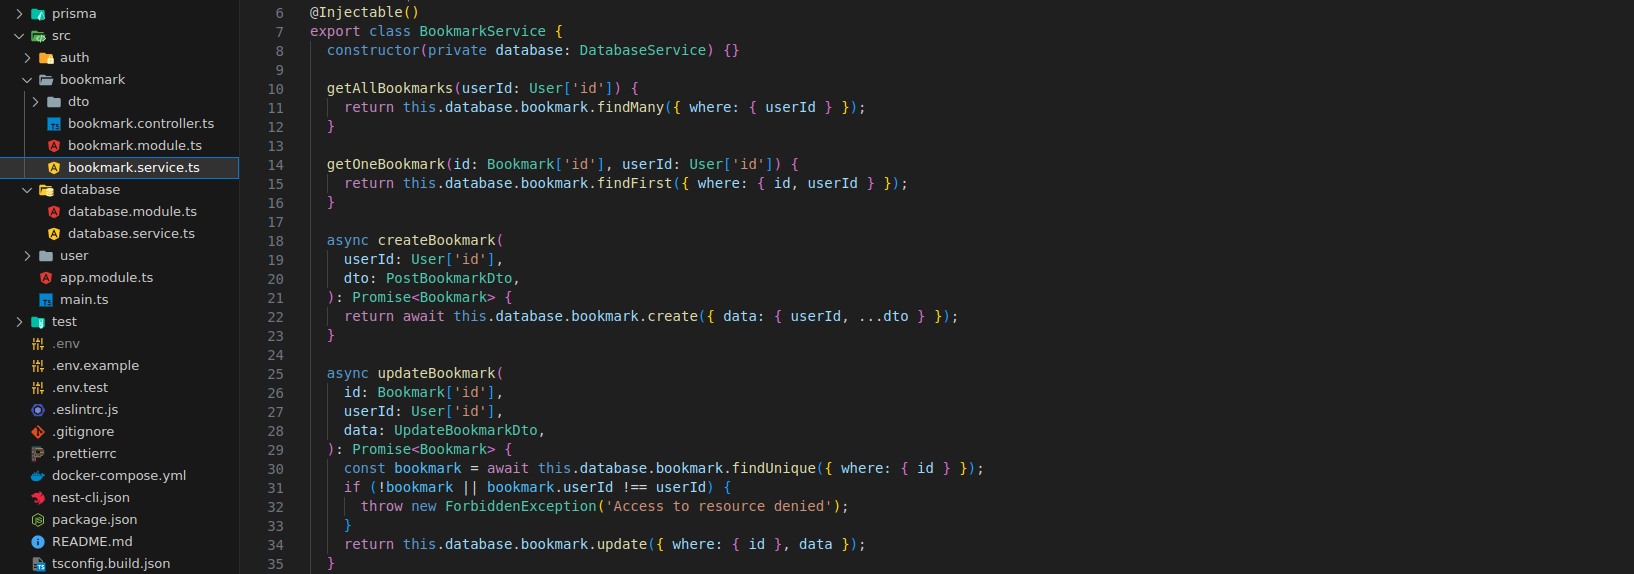 prisma
src
auth
bookmark
dto
bookmark.controller.ts
bookmark.module.ts
bookmark.service.ts
database
database.module.ts
database.service.ts
user
app.module.ts
main.ts
test
.env
.env.example
.env.test
.eslintrc.js
.gitignore
.prettierrc
docker-compose.yml
nest-cli.json
package.json
README.md
tsconfig.build.json
6 @Injectable()
7 export class BookmarkService {
8   constructor(private database: DatabaseService) {}
9
10   getAllBookmarks(userId: User['id']) {
11     return this.database.bookmark.findMany({ where: { userId } });
12   }
13
14   getOneBookmark(id: Bookmark['id'], userId: User['id']) {
15     return this.database.bookmark.findFirst({ where: { id, userId } });
16   }
17
18   async createBookmark(
19     userId: User['id'],
20     dto: PostBookmarkDto,
21   ): Promise<Bookmark> {
22     return await this.database.bookmark.create({ data: { userId, ...dto } });
23   }
24
25   async updateBookmark(
26     id: Bookmark['id'],
27     userId: User['id'],
28     data: UpdateBookmarkDto,
29   ): Promise<Bookmark> {
30     const bookmark = await this.database.bookmark.findUnique({ where: { id } });
31     if (!bookmark || bookmark.userId !== userId) {
32       throw new ForbiddenException('Access to resource denied');
33     }
34     return this.database.bookmark.update({ where: { id }, data });
35   }